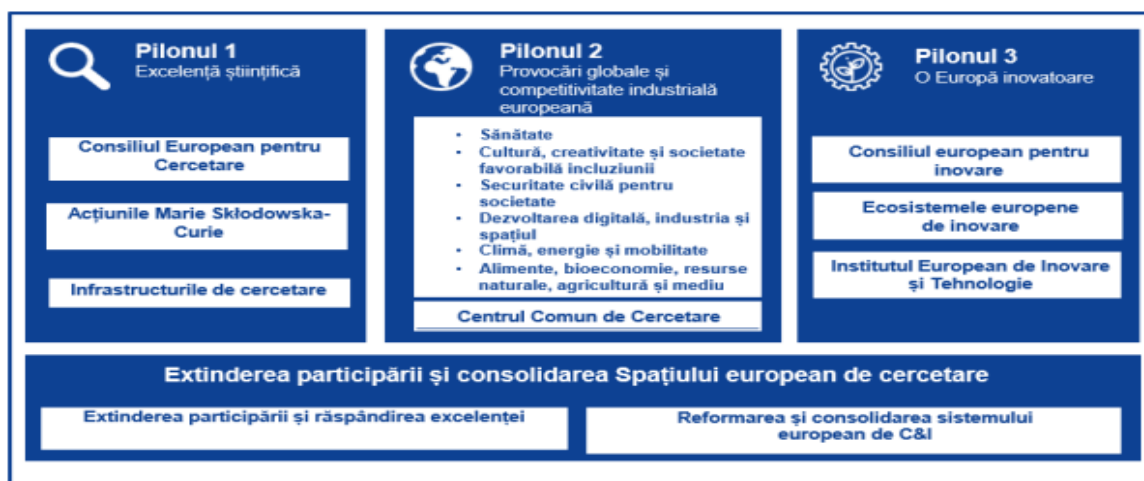 Pilonul 1
Excelență științifică
Consiliul European pentru
Cercetare
Acțiunile Marie Skłodowska-
Curie
Infrastructurile de cercetare
Pilonul 2
Provocări globale și
competitivitate industrială
europeană
• Sănătate
• Cultură, creativitate și societate
favorabilă incluziunii
• Securitate civilă pentru
societate
• Dezvoltarea digitală, industria și
spațiul
• Climă, energie și mobilitate
• Alimente, bioeconomie, resurse
naturale, agricultură și mediu
Centrul Comun de Cercetare
Pilonul 3
O Europă inovatoare
Consiliul european pentru
inovare
Ecosistemele europene
de inovare
Institutul European de Inovare
și Tehnologie
Extinderea participării și consolidarea Spațiului european de cercetare
Extinderea participării și răspândirea excelenței
Reformarea și consolidarea sistemului
european de C&I